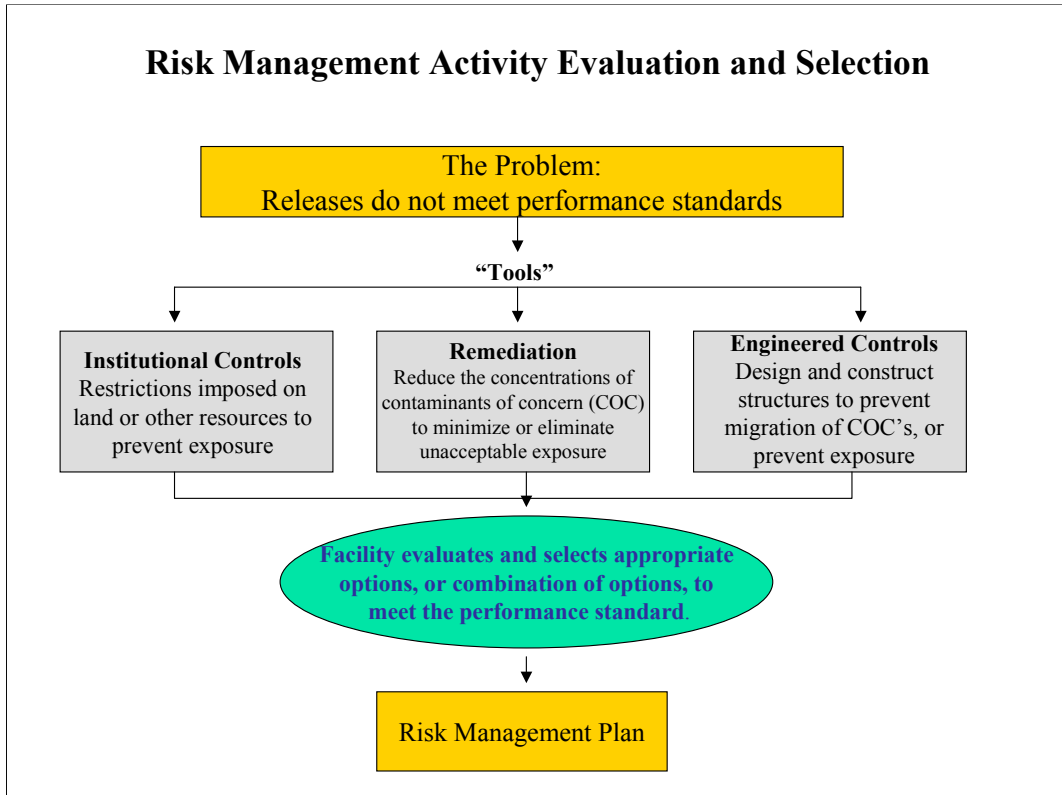 Risk Management Activity Evaluation and Selection
The Problem:
Releases do not meet performance standards
“Tools”
Institutional Controls
Restrictions imposed on
land or other resources to
prevent exposure
Remediation
Reduce the concentrations of
contaminants of concern (COC)
to minimize or eliminate
unacceptable exposure
Engineered Controls
Design and construct
structures to prevent
migration of COC’s, or
prevent exposure
Facility evaluates and selects appropriate
options, or combination of options, to
meet the performance standard.
Risk Management Plan